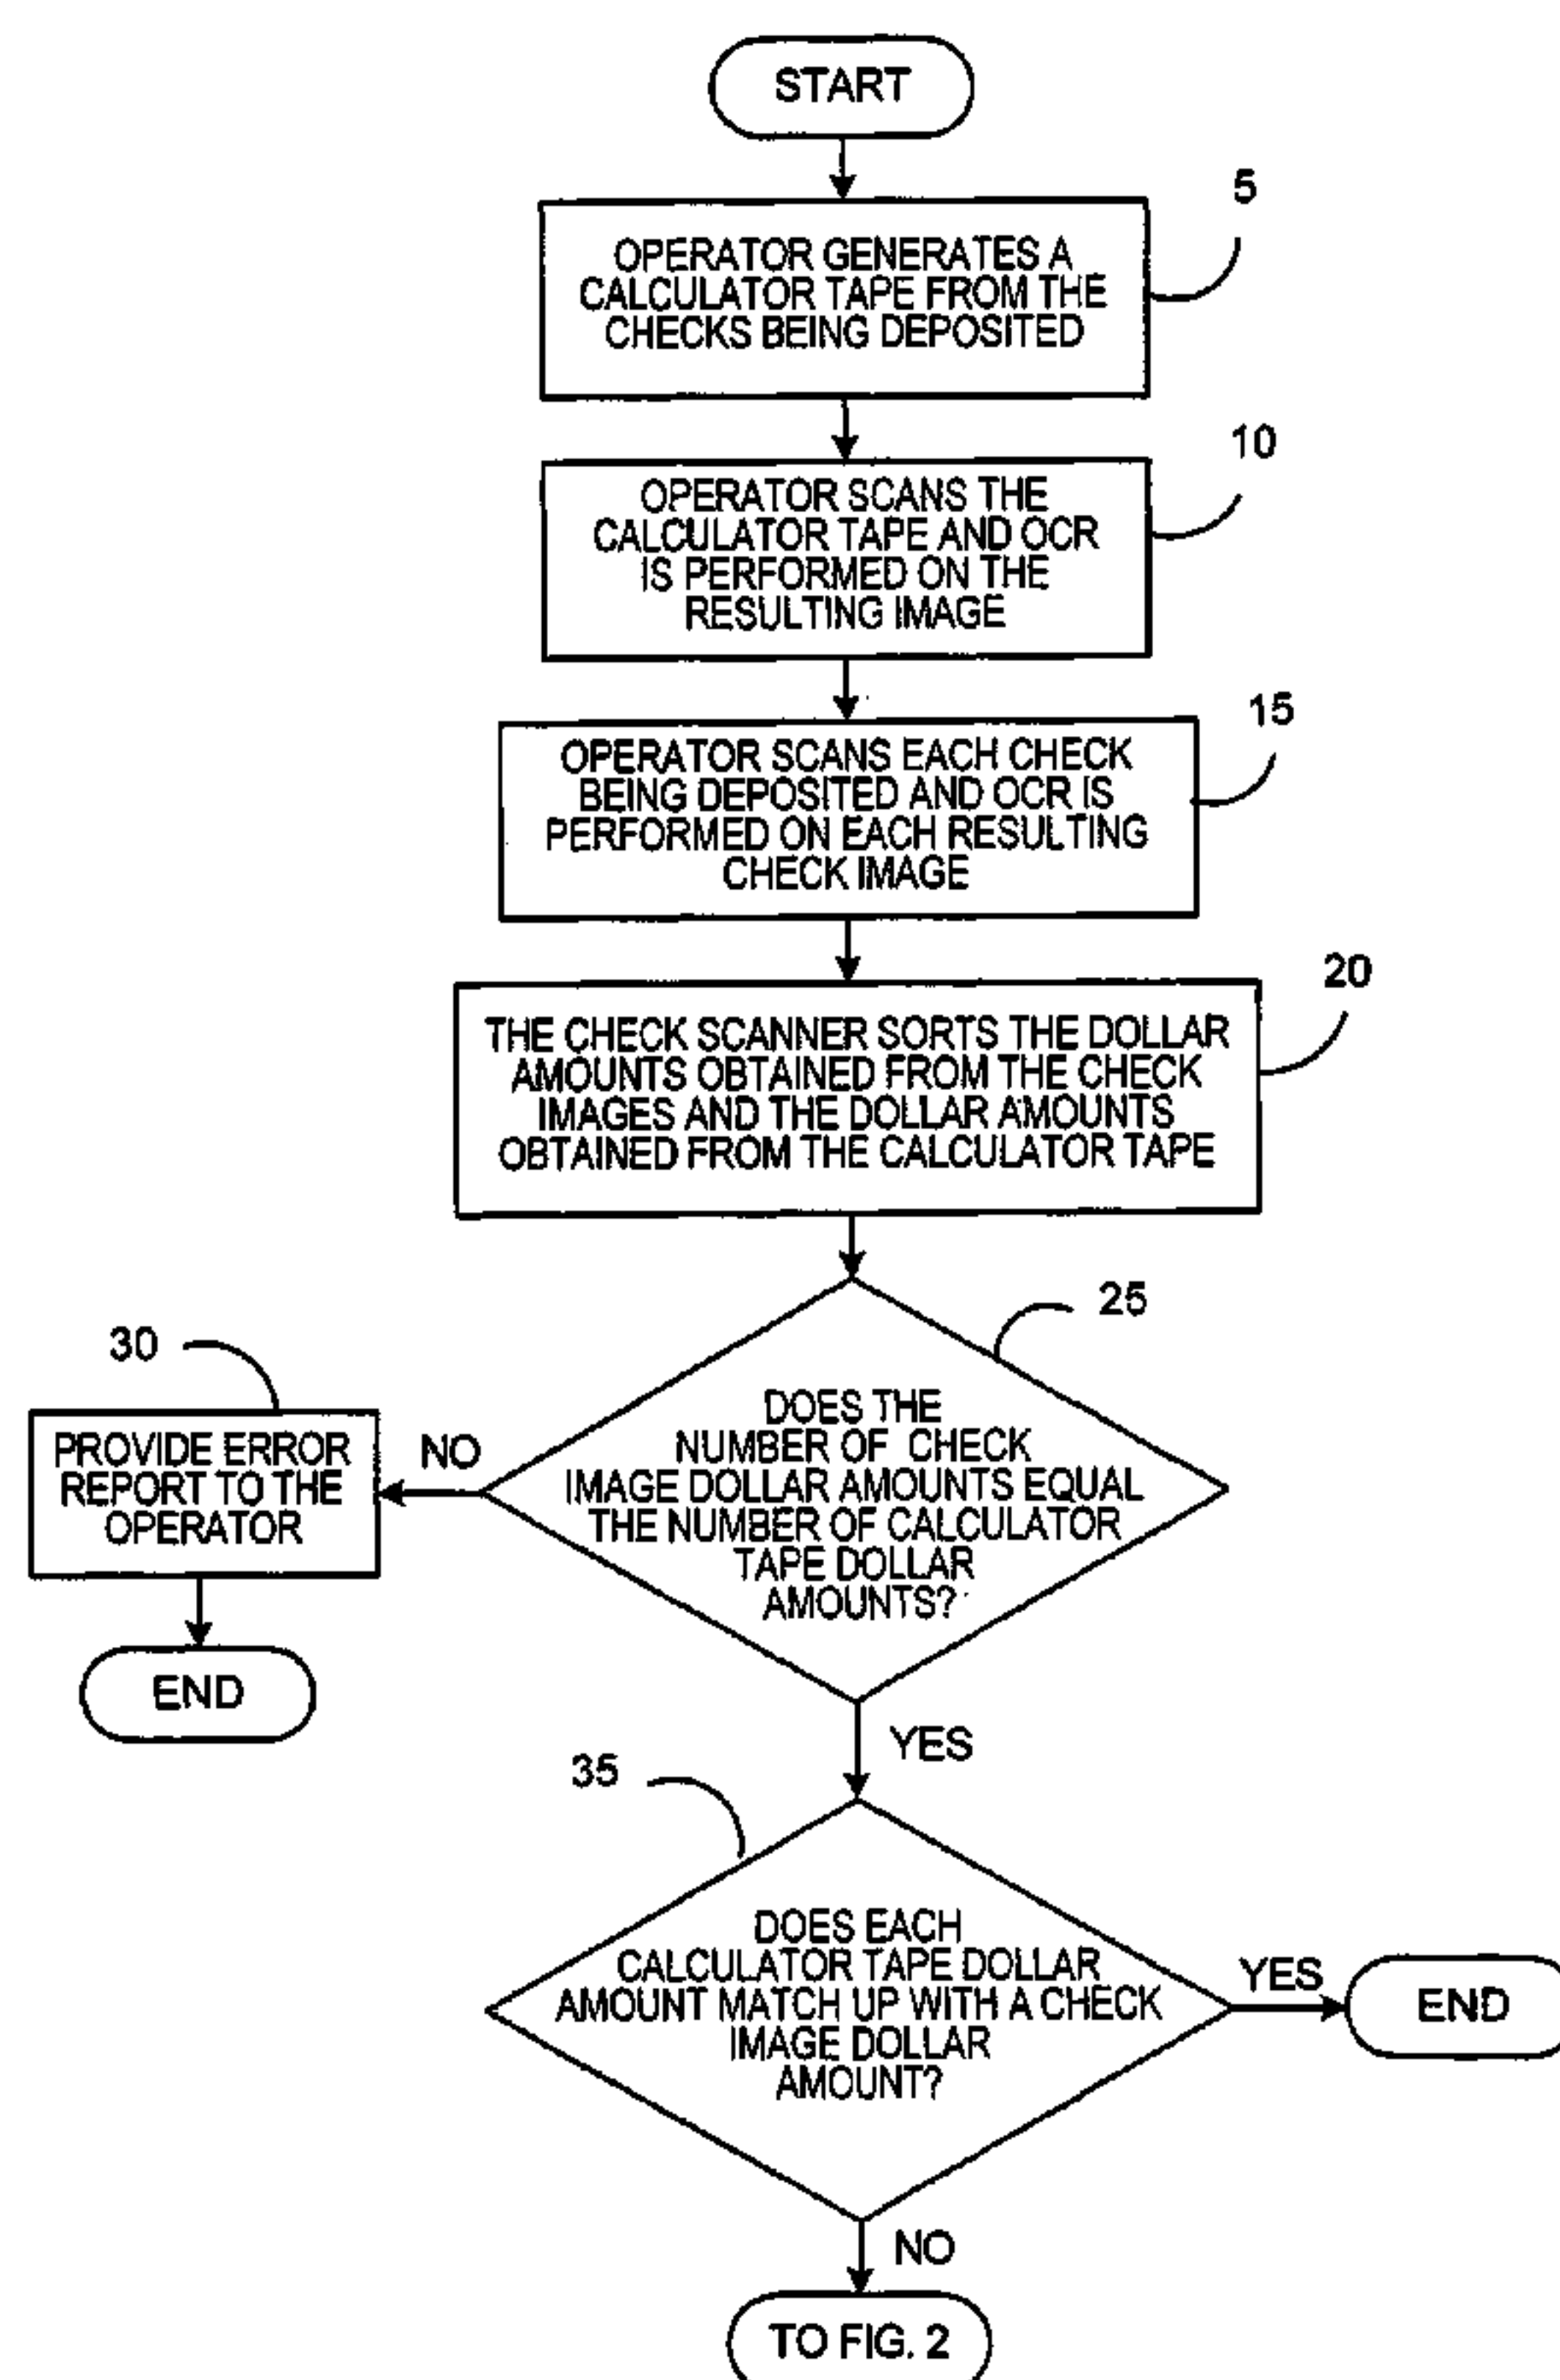 START
5
OPERATOR GENERATES A
CALCULATOR TAPE FROM THE
CHECKS BEING DEPOSITED
10
OPERATOR SCANS THE
CALCULATOR TAPE AND OCR
IS PERFORMED ON THE
RESULTING IMAGE
15
OPERATOR SCANS EACH CHECK
BEING DEPOSITED AND OCR IS
PERFORMED ON EACH RESULTING
CHECK IMAGE
20
THE CHECK SCANNER SORTS THE DOLLAR
AMOUNTS OBTAINED FROM THE CHECK
IMAGES AND THE DOLLAR AMOUNTS
OBTAINED FROM THE CALCULATOR TAPE
25
DOES THE
NUMBER OF CHECK
IMAGE DOLLAR AMOUNTS EQUAL
THE NUMBER OF CALCULATOR
TAPE DOLLAR
AMOUNTS?
NO
30
PROVIDE ERROR
REPORT TO THE
OPERATOR
END
YES
35
DOES EACH
CALCULATOR TAPE DOLLAR
AMOUNT MATCH UP WITH A CHECK
IMAGE DOLLAR
AMOUNT?
YES
END
NO
TO FIG. 2